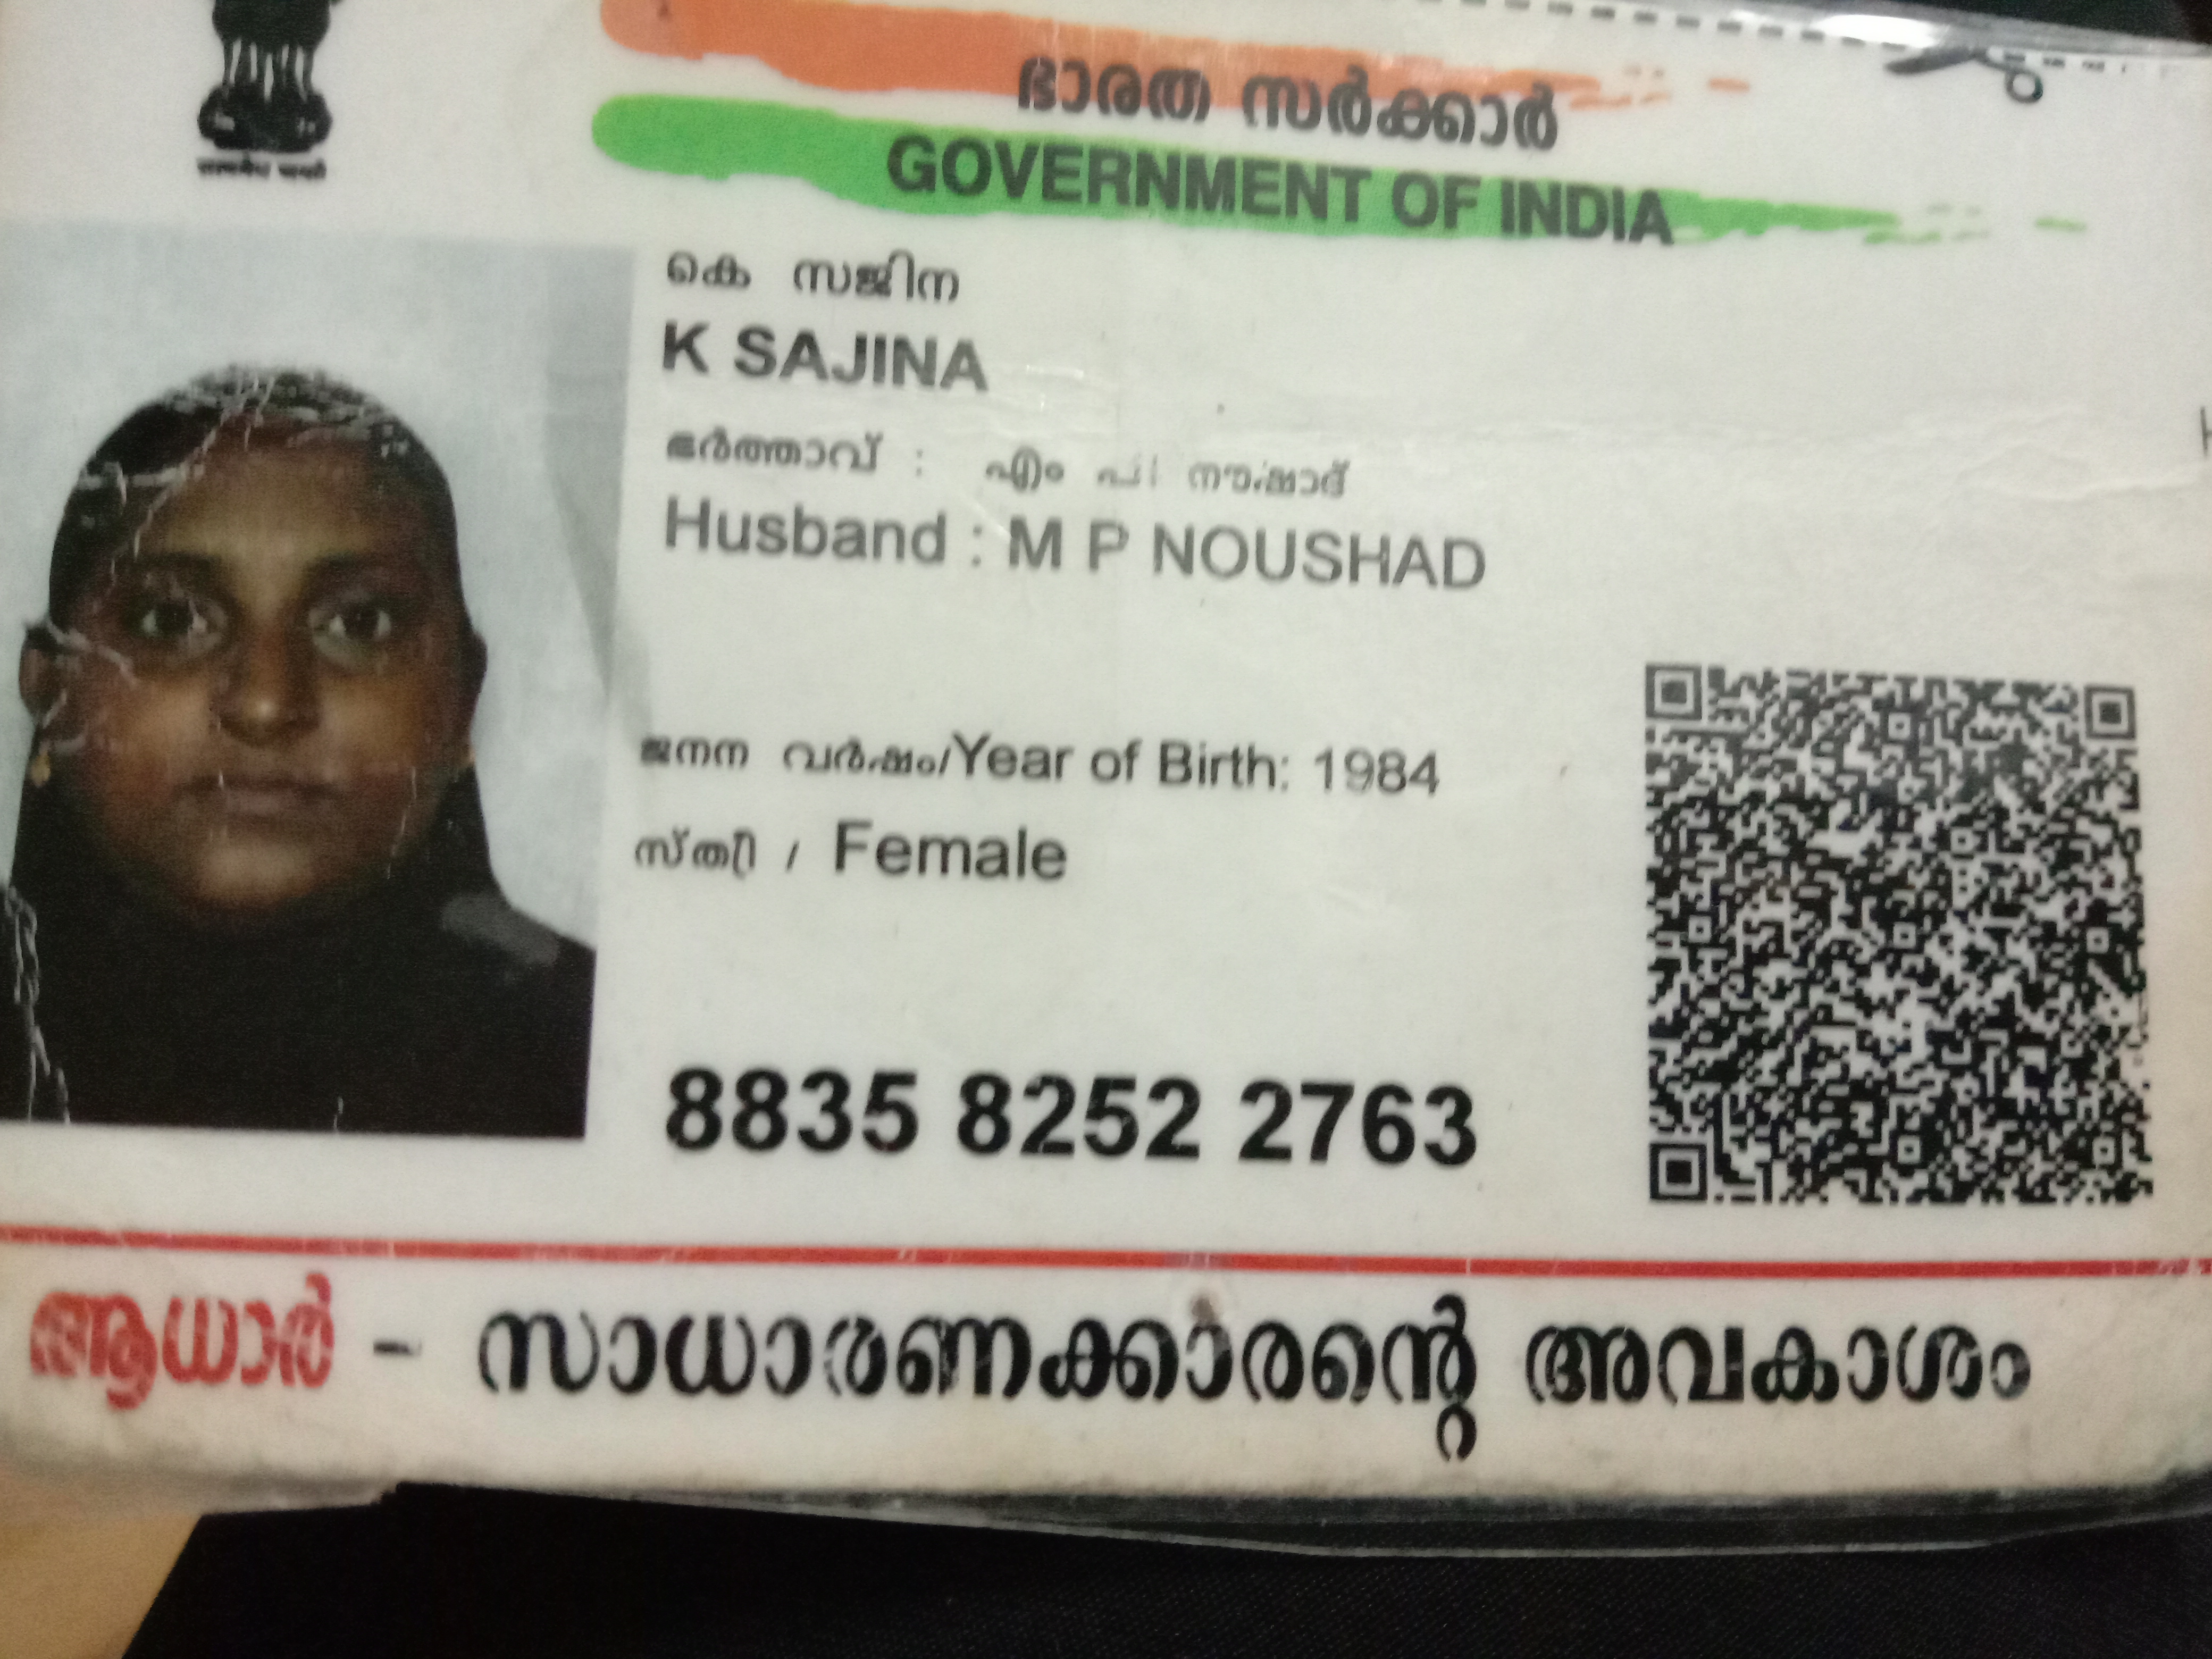 ഭാരത സർക്കാർ
GOVERNMENT OF INDIA
കെ സജിന
K SAJINA
ഭർത്താവ് : എം പി നൗഷാദ്
Husband : M P NOUSHAD
ജനന വർഷം/Year of Birth: 1984
സ്ത്രീ / Female
8835 8252 2763
ആധാർ - സാധാരണക്കാരന്റെ അവകാശം